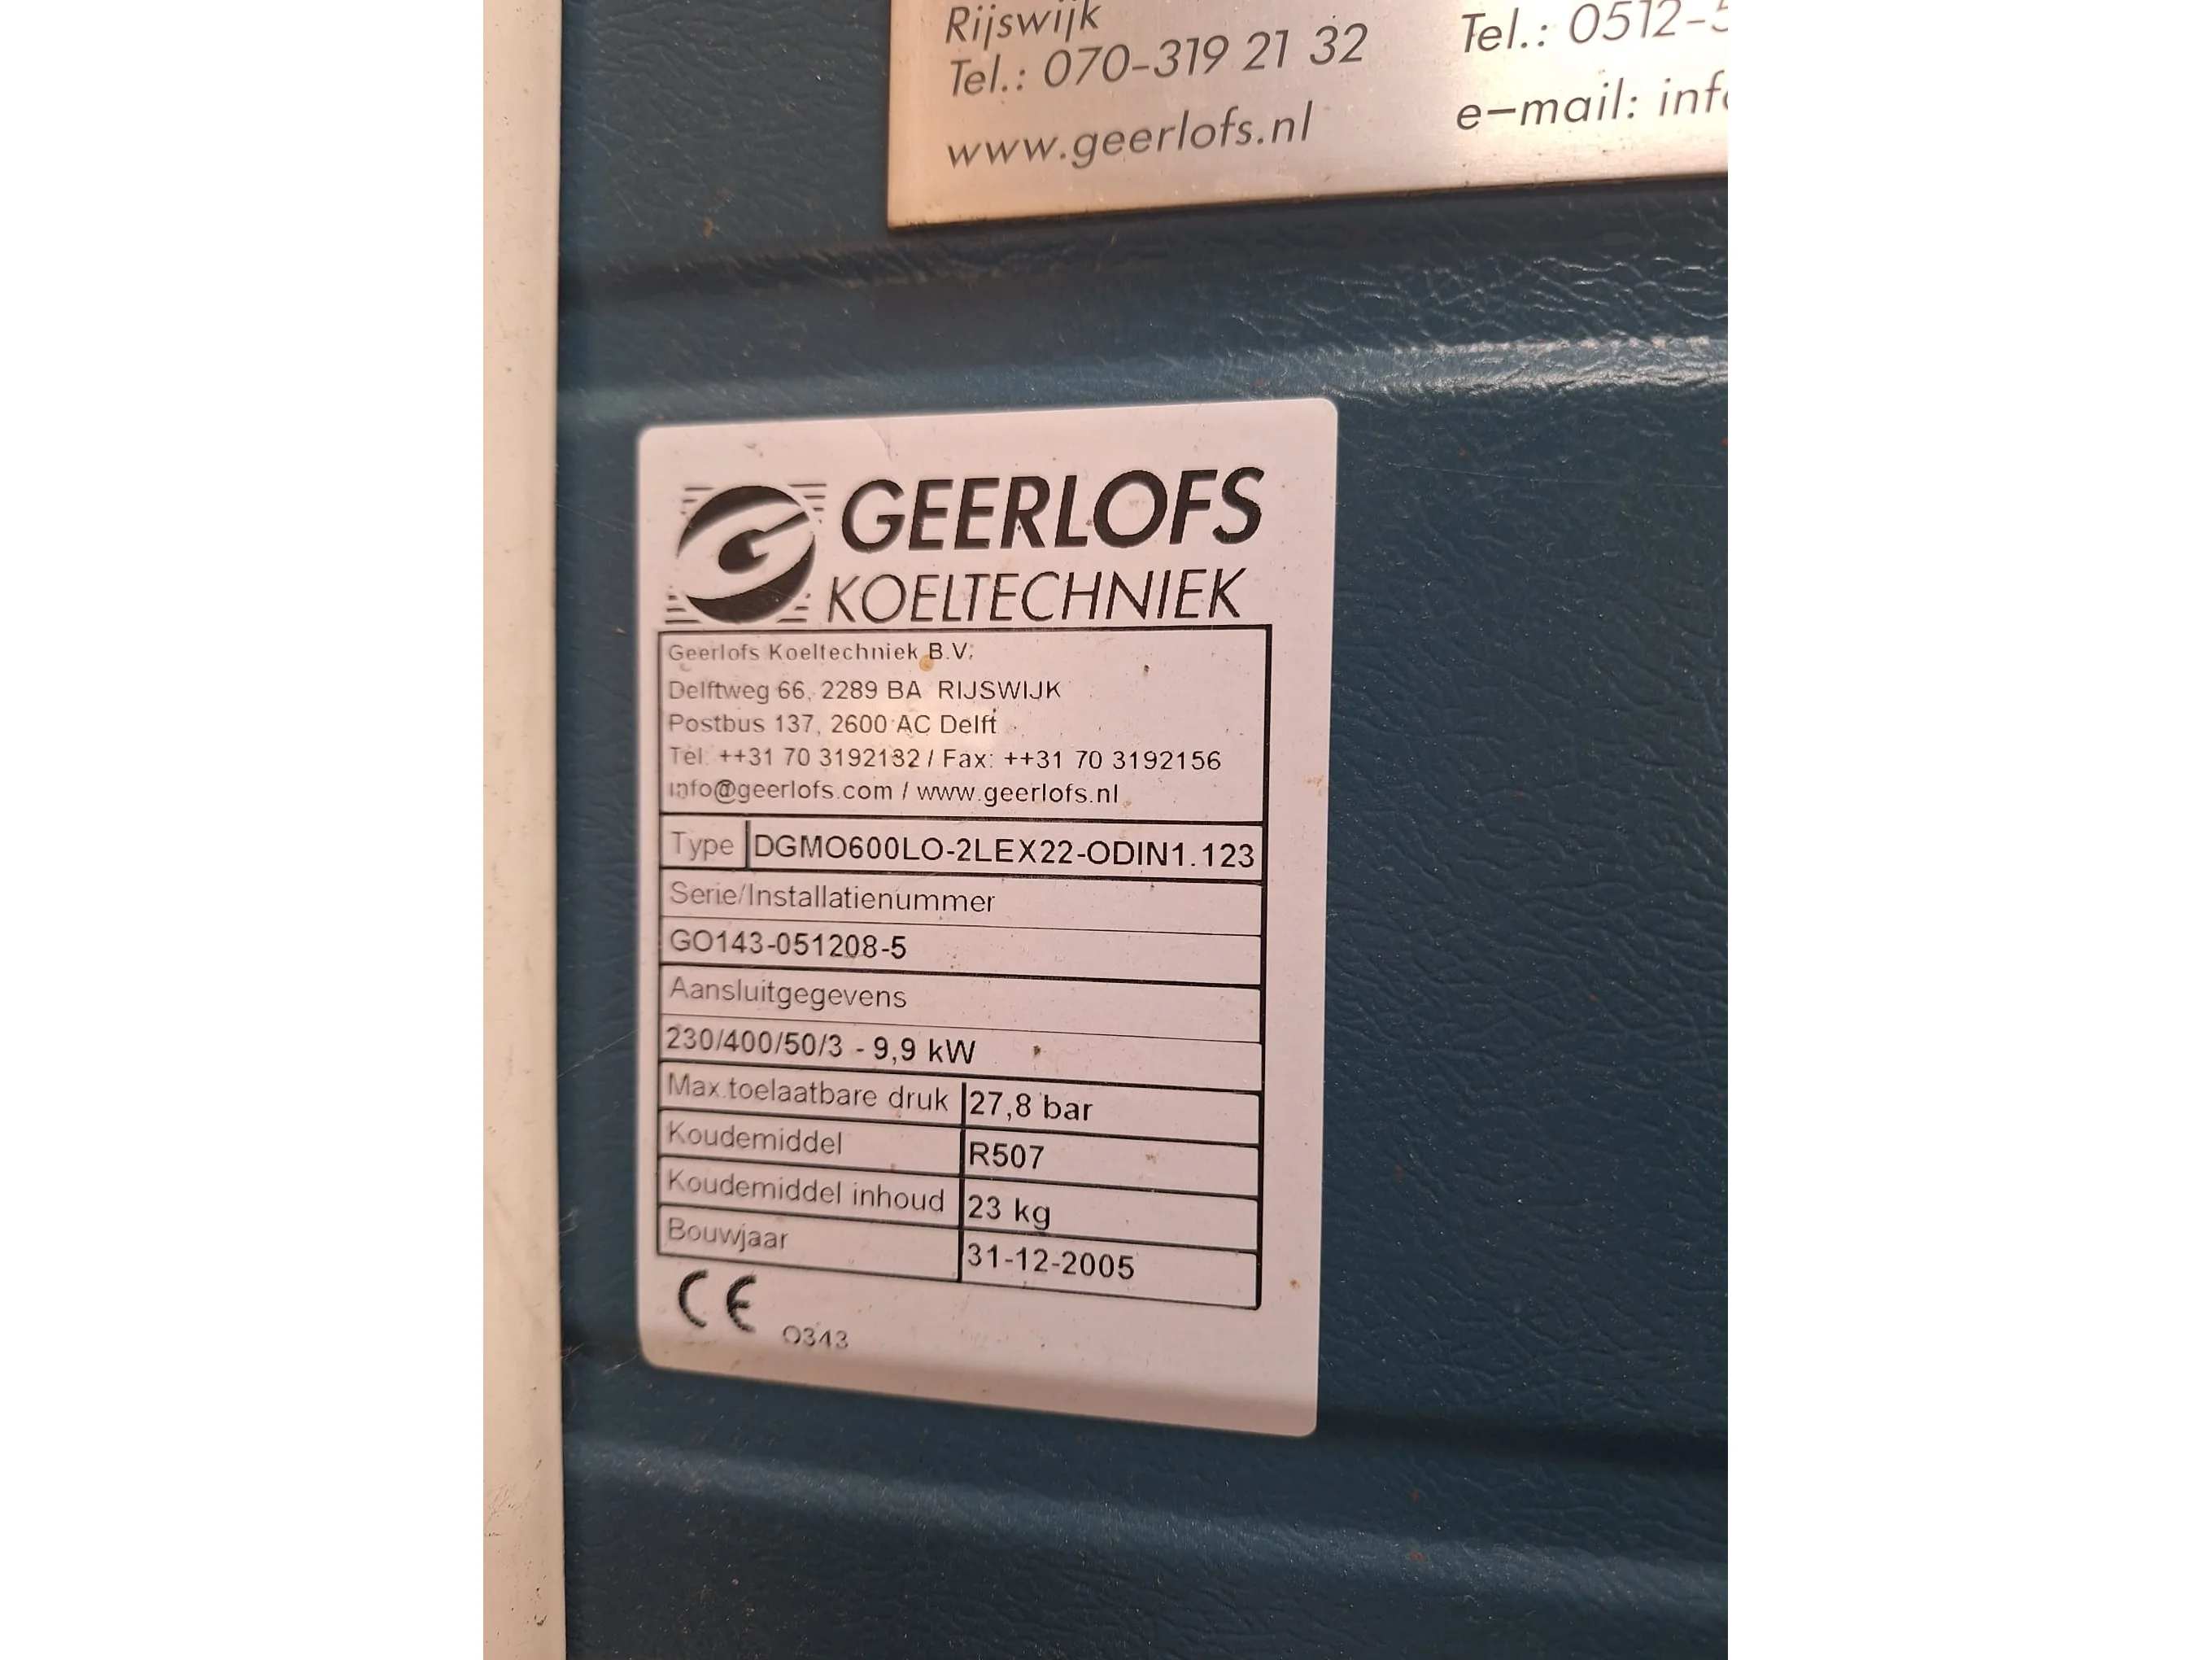 Rijswijk
Tel.: 070-319 21 32
www.geerlofs.nl
Tel.: 0512-5
e-mail: info
GEERLOFS
KOELTECHNIEK
Geerlofs Koeltechniek B.V.
Delftweg 66, 2289 BA RIJSWIJK
Postbus 137, 2600 AC Delft
Tel: ++31 70 3192132 / Fax: ++31 70 3192156
info@geerlofs.com / www.geerlofs.nl
Type DGMO600LO-2LEX22-ODIN1.123
Serie/Installatienummer
GO143-051208-5
Aansluitgegevens
230/400/50/3 - 9,9 kW
Max.toelaatbare druk 27,8 bar
Koudemiddel R507
Koudemiddel inhoud 23 kg
Bouwjaar 31-12-2005
CE 0343